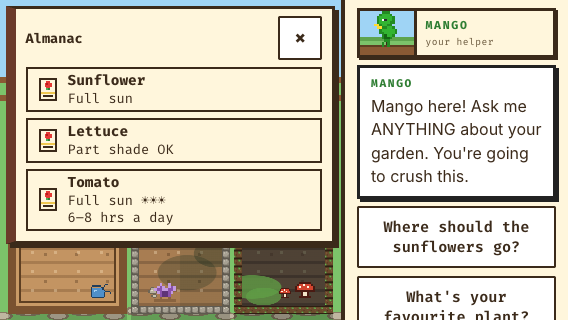 Almanac
✖
Sunflower
Full sun
Lettuce
Part shade OK
Tomato
Full sun ☀☀☀
6–8 hrs a day
MANGO
your helper
MANGO
Mango here! Ask me
ANYTHING about your
garden. You're going
to crush this.
Where should the
sunflowers go?
What's your
favourite plant?